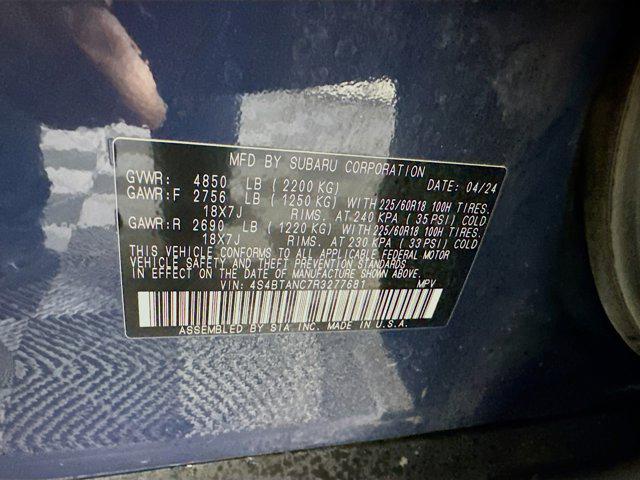 MFD BY SUBARU CORPORATION
GVWR: 4850 LB (2200 KG) DATE: 04/24
GAWR:F 2756 LB (1250 KG) WITH 225/60R18 100H TIRES.
18X7J RIMS. AT 240 KPA (35 PSI) COLD
GAWR:R 2690 LB (1220 KG) WITH 225/60R18 100H TIRES.
18X7J RIMS. AT 230 KPA (33 PSI) COLD
THIS VEHICLE CONFORMS TO ALL APPLICABLE FEDERAL MOTOR
VEHICLE SAFETY AND THEFT PREVENTION STANDARDS
IN EFFECT ON THE DATE OF MANUFACTURE SHOWN ABOVE.
VIN: 4S4BTANC7R3277681 MPV
ASSEMBLED BY SIA INC. MADE IN U.S.A.